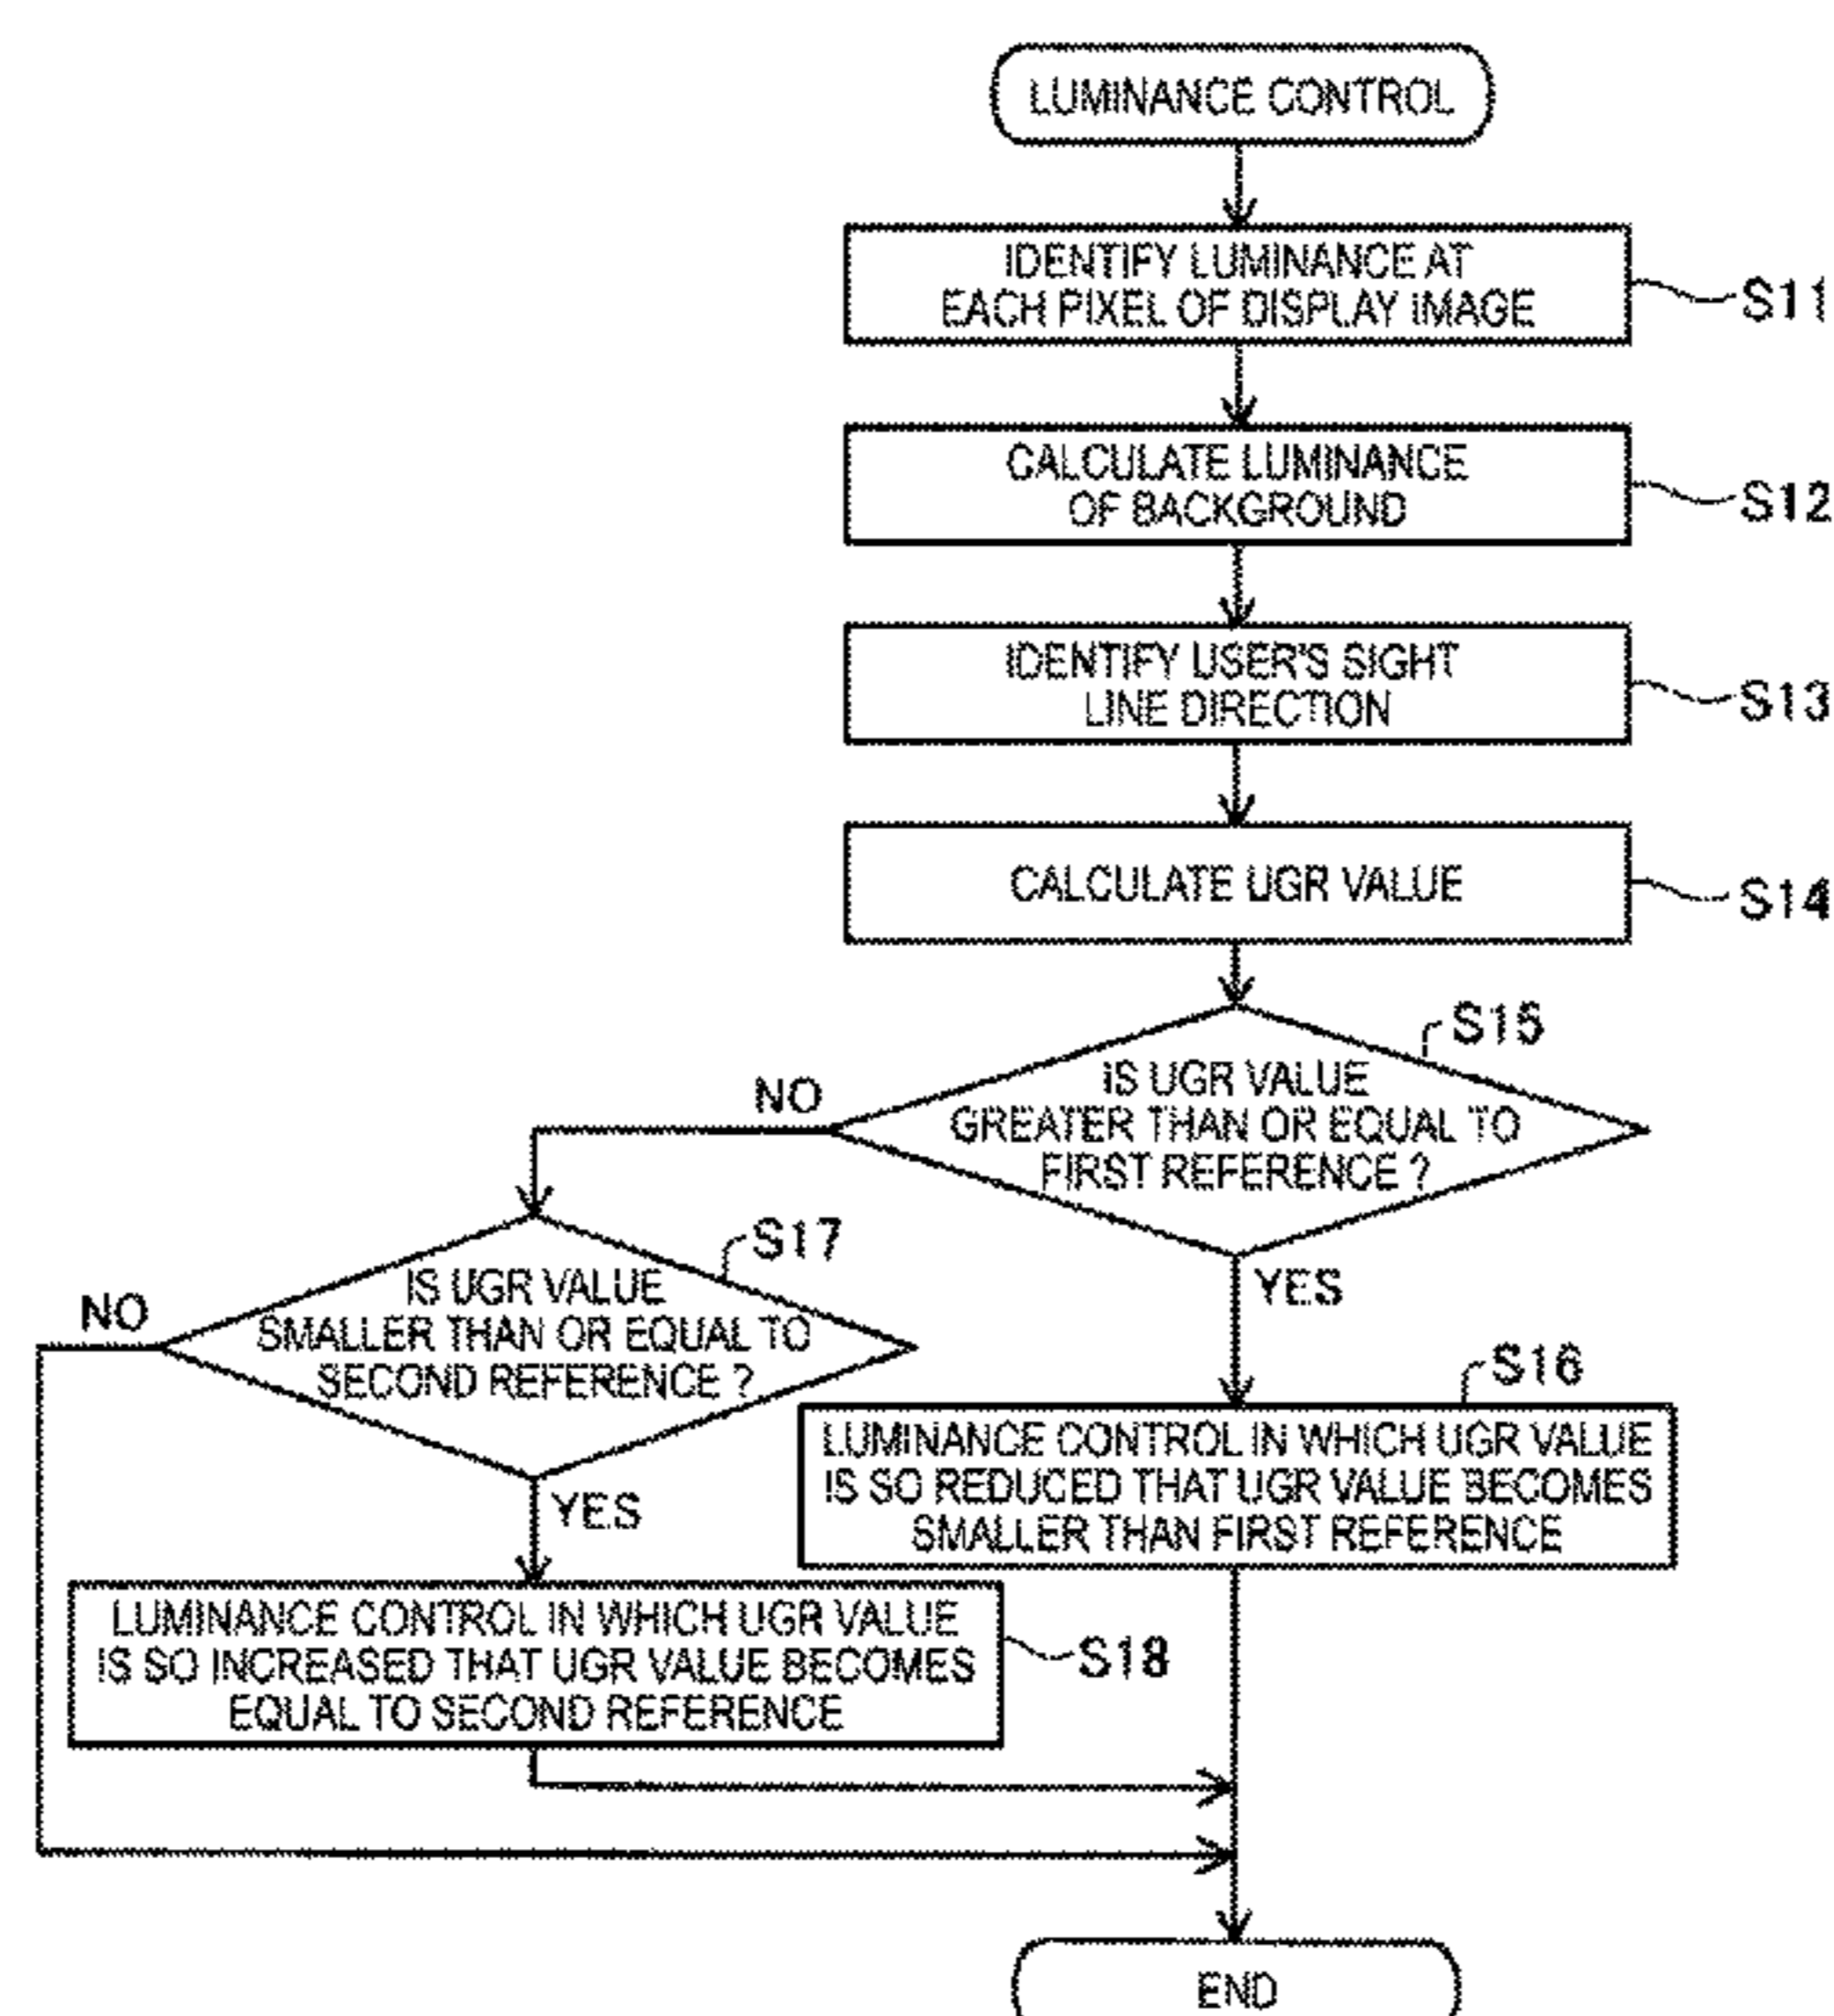 LUMINANCE CONTROL
IDENTIFY LUMINANCE AT
EACH PIXEL OF DISPLAY IMAGE
S11
CALCULATE LUMINANCE
OF BACKGROUND
S12
IDENTIFY USER'S SIGHT
LINE DIRECTION
S13
CALCULATE UGR VALUE
S14
S15
IS UGR VALUE
GREATER THAN OR EQUAL TO
FIRST REFERENCE ?
NO
YES
S17
IS UGR VALUE
SMALLER THAN OR EQUAL TO
SECOND REFERENCE ?
NO
YES
S16
LUMINANCE CONTROL IN WHICH UGR VALUE
IS SO REDUCED THAT UGR VALUE BECOMES
SMALLER THAN FIRST REFERENCE
LUMINANCE CONTROL IN WHICH UGR VALUE
IS SO INCREASED THAT UGR VALUE BECOMES
EQUAL TO SECOND REFERENCE
S18
END